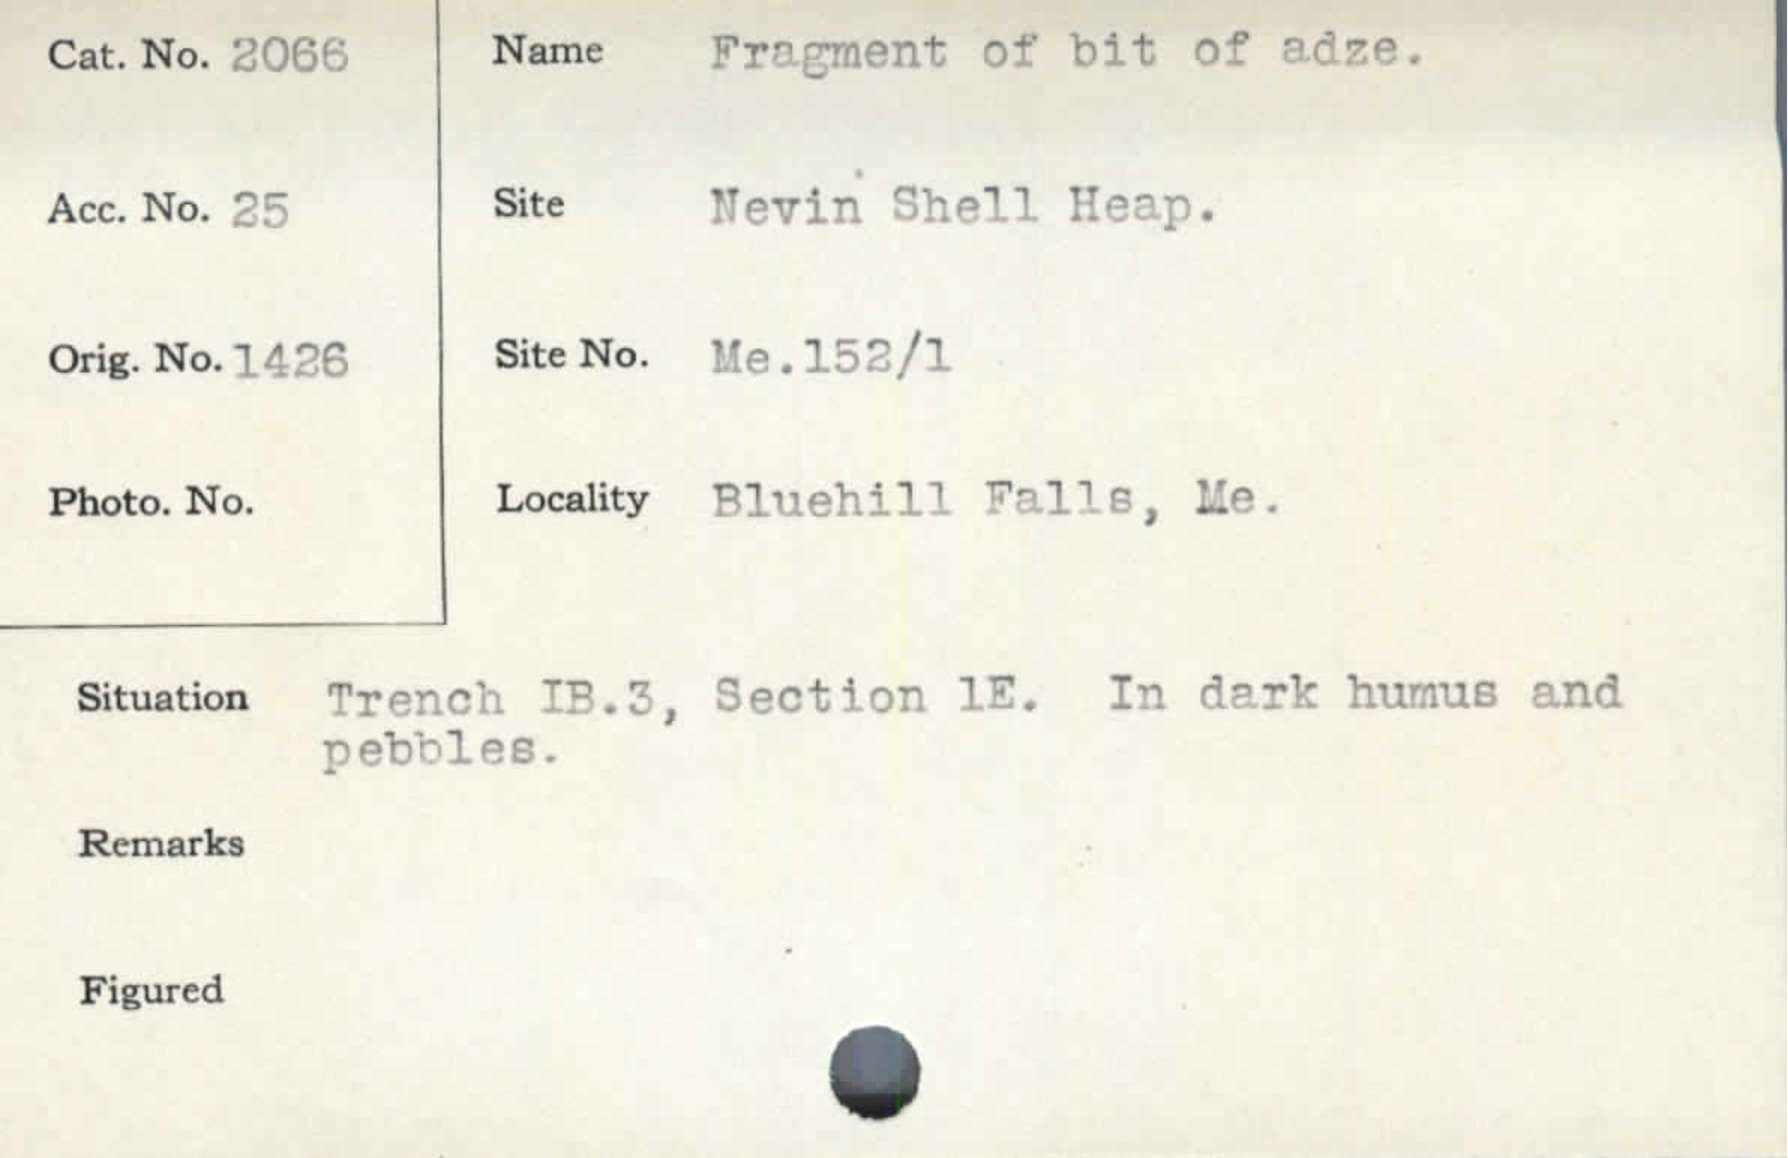 Cat. No. 2066
Name Fragment of bit of adze.
Acc. No. 25
Site Nevin Shell Heap.
Orig. No. 1426
Site No. Me.152/1
Photo. No.
Locality Bluehill Falls, Me.
Situation Trench IB.3, Section 1E. In dark humus and
pebbles.
Remarks
Figured